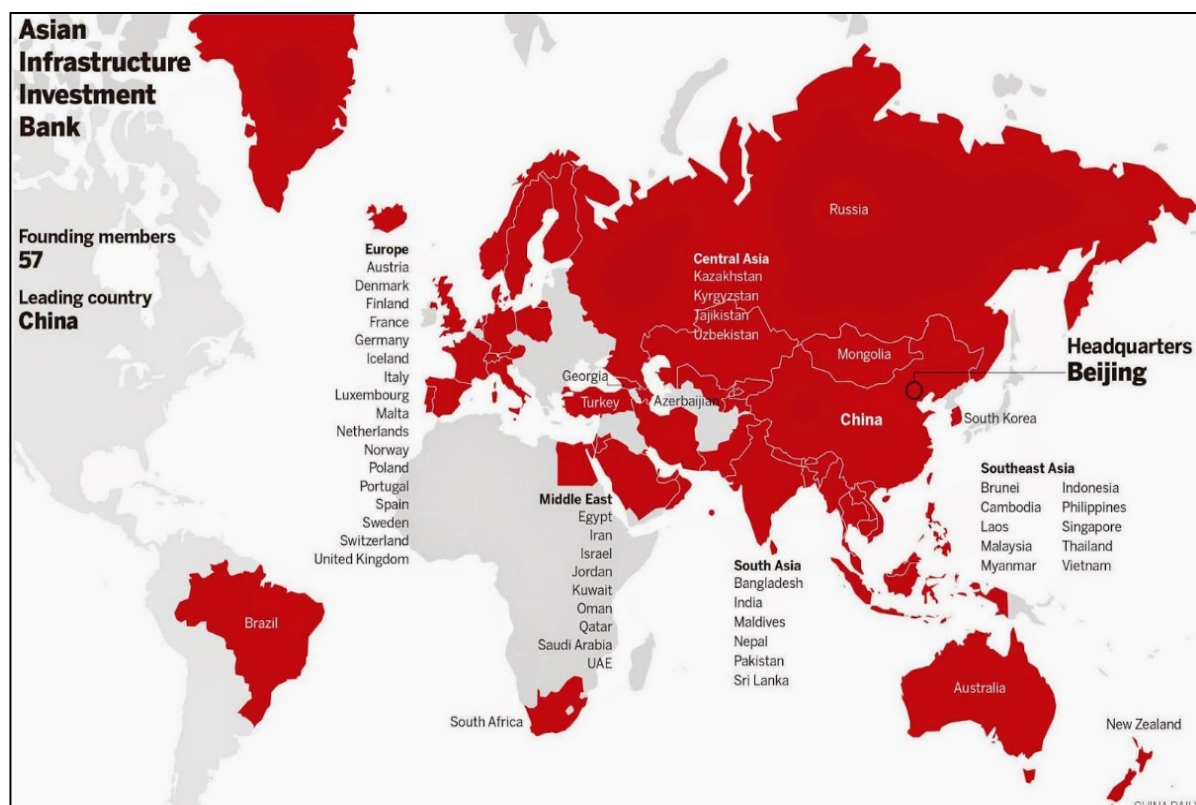 Asian
Infrastructure
Investment
Bank
Founding members
57
Leading country
China
Europe
Austria
Denmark
Finland
France
Germany
Iceland
Italy
Luxembourg
Malta
Netherlands
Norway
Poland
Portugal
Spain
Sweden
Switzerland
United Kingdom
Russia
Central Asia
Kazakhstan
Kyrgyzstan
Tajikistan
Uzbekistan
Mongolia
Georgia
Turkey
Azerbaijian
China
Headquarters
Beijing
South Korea
Middle East
Egypt
Iran
Israel
Jordan
Kuwait
Oman
Qatar
Saudi Arabia
UAE
South Asia
Bangladesh
India
Maldives
Nepal
Pakistan
Sri Lanka
Southeast Asia
Brunei Indonesia
Cambodia Philippines
Laos Singapore
Malaysia Thailand
Myanmar Vietnam
Brazil
South Africa
Australia
New Zealand
CHINA DAILY